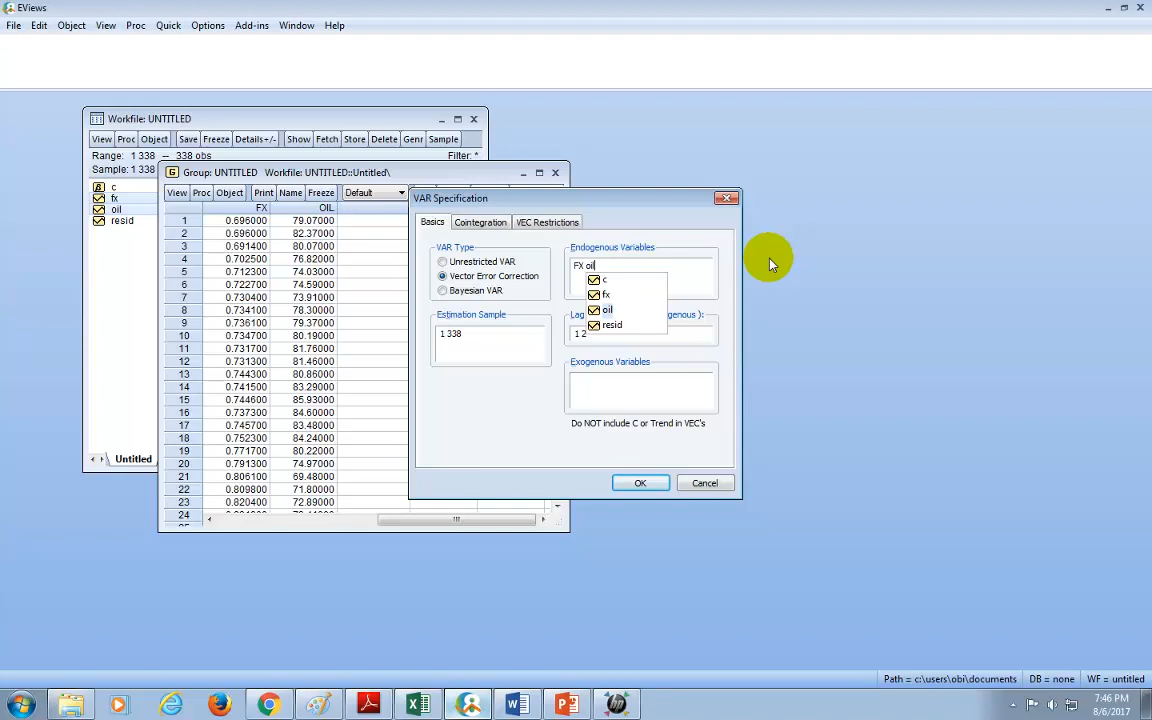 EViews
File Edit Object View Proc Quick Options Add-ins Window Help
Workfile: UNTITLED
View Proc Object Save Freeze Details+/- Show Fetch Store Delete Genr Sample
Range: 1 338 -- 338 obs Filter: *
Sample: 1 338
c
fx
oil
resid
Untitled
Group: UNTITLED Workfile: UNTITLED::Untitled\
View Proc Object Print Name Freeze Default
FX OIL
1 0.696000 79.07000
2 0.696000 82.37000
3 0.691400 80.07000
4 0.702500 76.82000
5 0.712300 74.03000
6 0.722700 74.59000
7 0.730400 73.91000
8 0.734100 78.30000
9 0.736100 79.37000
10 0.734700 80.19000
11 0.731700 81.76000
12 0.731300 81.46000
13 0.744300 80.86000
14 0.741500 83.29000
15 0.744600 85.93000
16 0.737300 84.60000
17 0.745700 83.48000
18 0.752300 84.24000
19 0.771700 80.22000
20 0.791300 74.97000
21 0.806100 69.48000
22 0.809800 71.80000
23 0.820400 72.89000
24
VAR Specification
Basics Cointegration VEC Restrictions
VAR Type
Unrestricted VAR
Vector Error Correction
Bayesian VAR
Estimation Sample
1 338
Endogenous Variables
FX oil
c
fx
oil
resid
Lag ogenous ):
1 2
Exogenous Variables
Do NOT include C or Trend in VEC's
OK Cancel
Path = c:\users\obi\documents DB = none WF = untitled
7:46 PM
8/6/2017